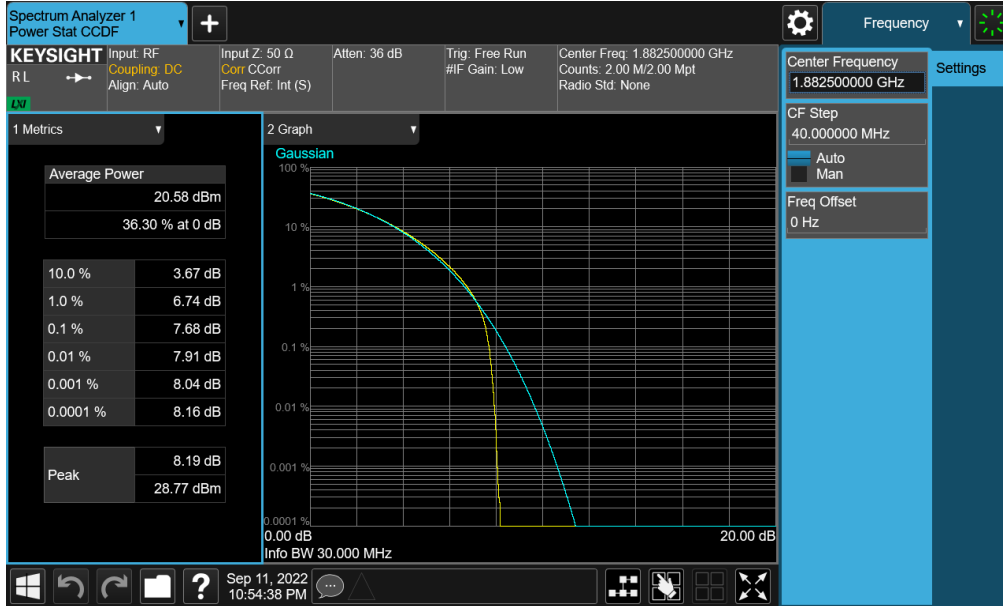 Spectrum Analyzer 1
Power Stat CCDF
Frequency
KEYSIGHT
R L
LXI
Input: RF
Coupling: DC
Align: Auto
Input Z: 50 Ω
Corr CCorr
Freq Ref: Int (S)
Atten: 36 dB
Trig: Free Run
#IF Gain: Low
Center Freq: 1.882500000 GHz
Counts: 2.00 M/2.00 Mpt
Radio Std: None
Center Frequency
1.882500000 GHz
Settings
CF Step
40.000000 MHz
Auto
Man
Freq Offset
0 Hz
1 Metrics
Average Power
20.58 dBm
36.30 % at 0 dB
10.0 % 3.67 dB
1.0 % 6.74 dB
0.1 % 7.68 dB
0.01 % 7.91 dB
0.001 % 8.04 dB
0.0001 % 8.16 dB
Peak
8.19 dB
28.77 dBm
2 Graph
Gaussian
100 %
10 %
1 %
0.1 %
0.01 %
0.001 %
0.0001 %
0.00 dB 20.00 dB
Info BW 30.000 MHz
?
Sep 11, 2022
10:54:38 PM